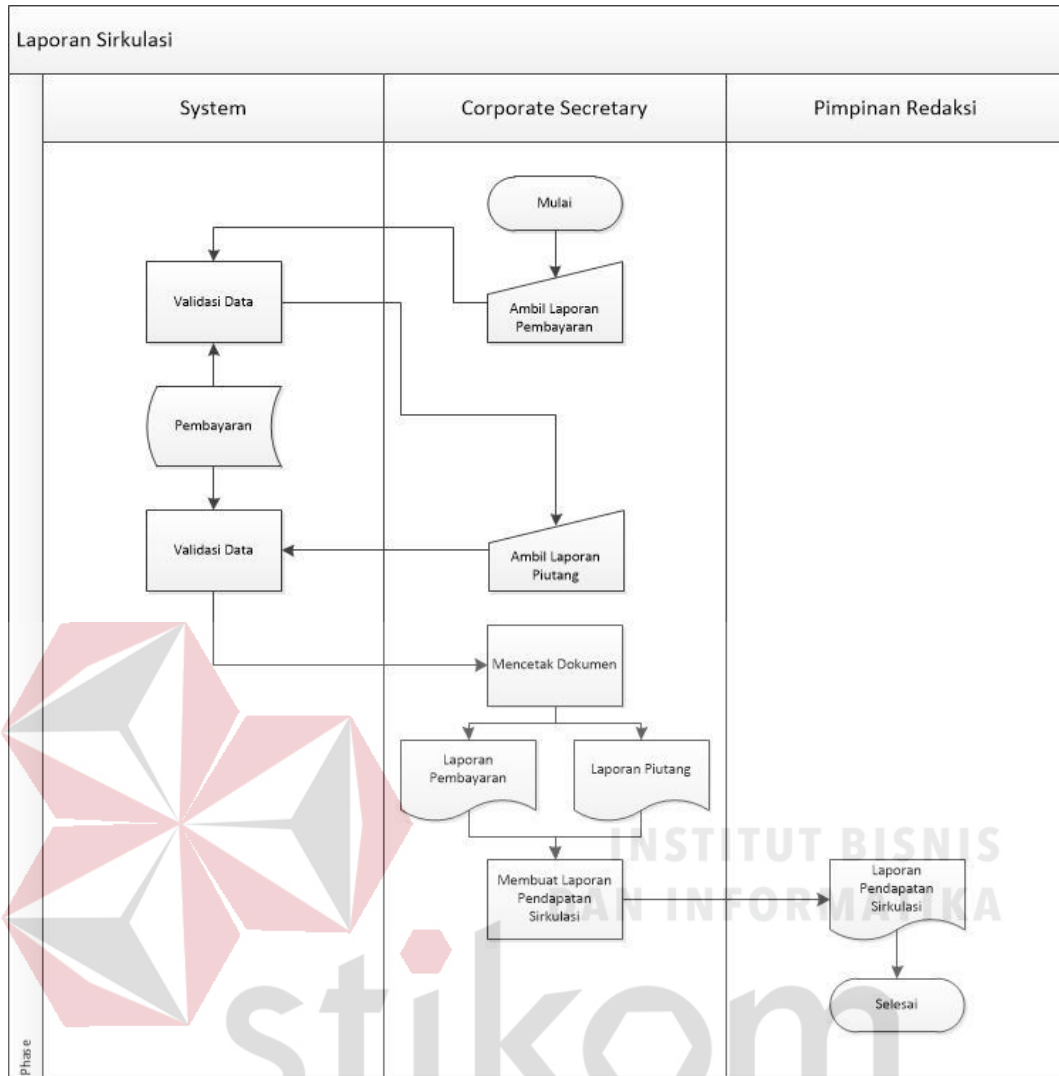 Laporan Sirkulasi
System
Corporate Secretary
Pimpinan Redaksi
Mulai
Validasi Data
Ambil Laporan
Pembayaran
Pembayaran
Validasi Data
Ambil Laporan
Piutang
Mencetak Dokumen
Laporan
Pembayaran
Laporan Piutang
INSTITUT BISNIS
DAN INFORMATIKA
Membuat Laporan
Pendapatan
Sirkulasi
Laporan
Pendapatan
Sirkulasi
Selesai
stikom
Phase